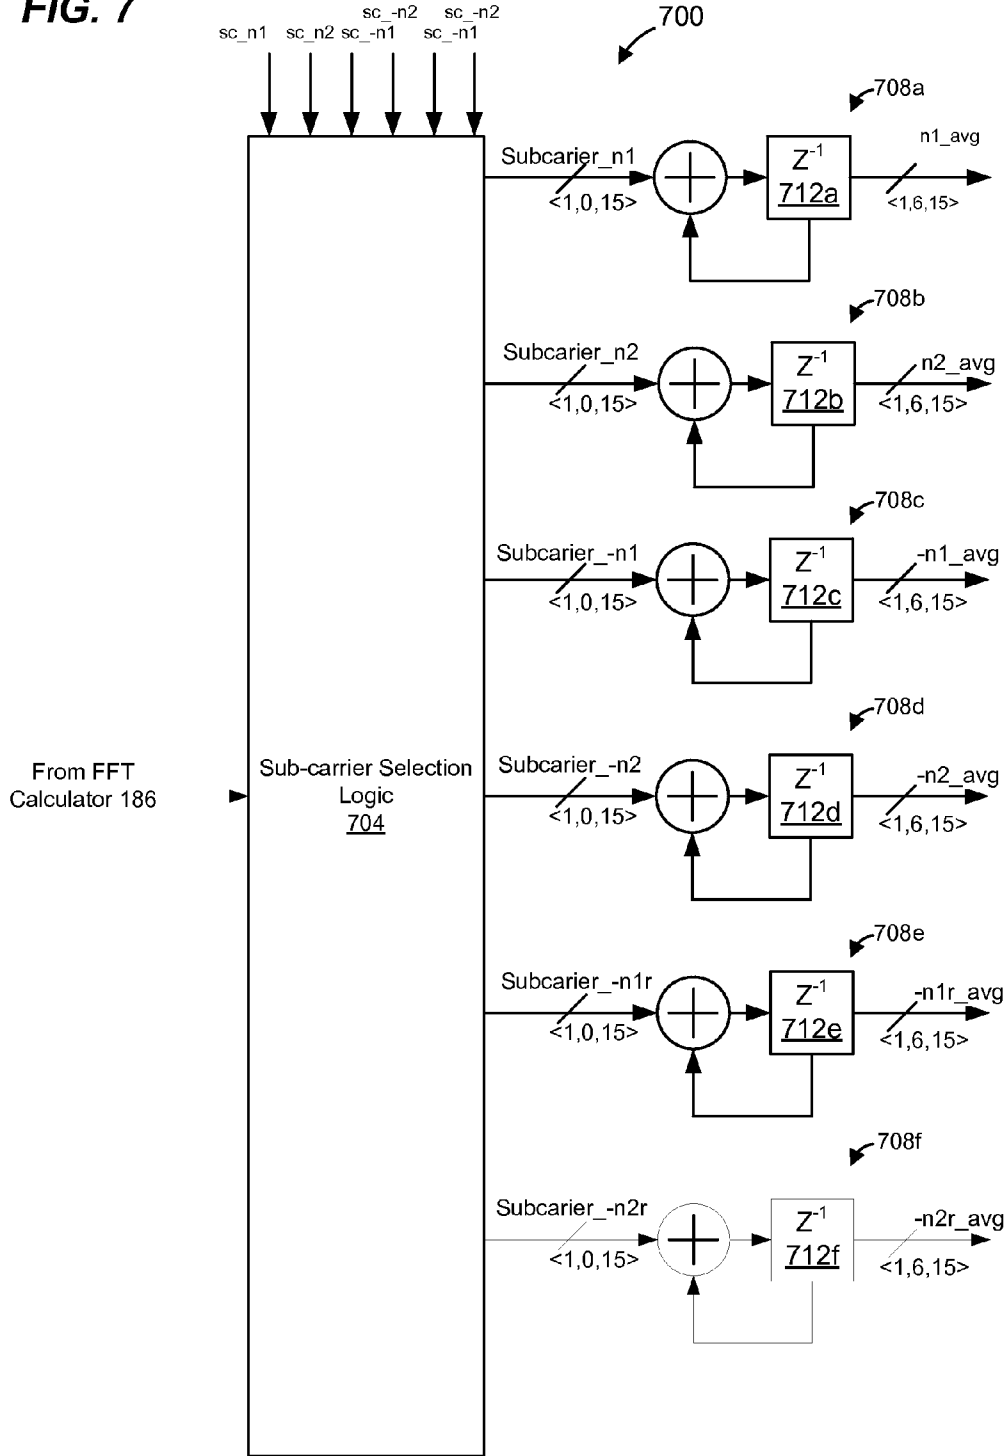 FIG. 7
700
sc_-n2 sc_-n2
sc_n1 sc_n2 sc_-n1 sc_-n1
708a
Subcarier_n1
<1,0,15>
Z-1
712a
n1_avg
<1,6,15>
708b
Subcarier_n2
<1,0,15>
Z-1
712b
n2_avg
<1,6,15>
708c
Subcarier_-n1
<1,0,15>
Z-1
712c
-n1_avg
<1,6,15>
708d
From FFT
Calculator 186
Sub-carrier Selection
Logic
704
Subcarier_-n2
<1,0,15>
Z-1
712d
-n2_avg
<1,6,15>
708e
Subcarier_-n1r
<1,0,15>
Z-1
712e
-n1r_avg
<1,6,15>
708f
Subcarier_-n2r
<1,0,15>
Z-1
712f
-n2r_avg
<1,6,15>